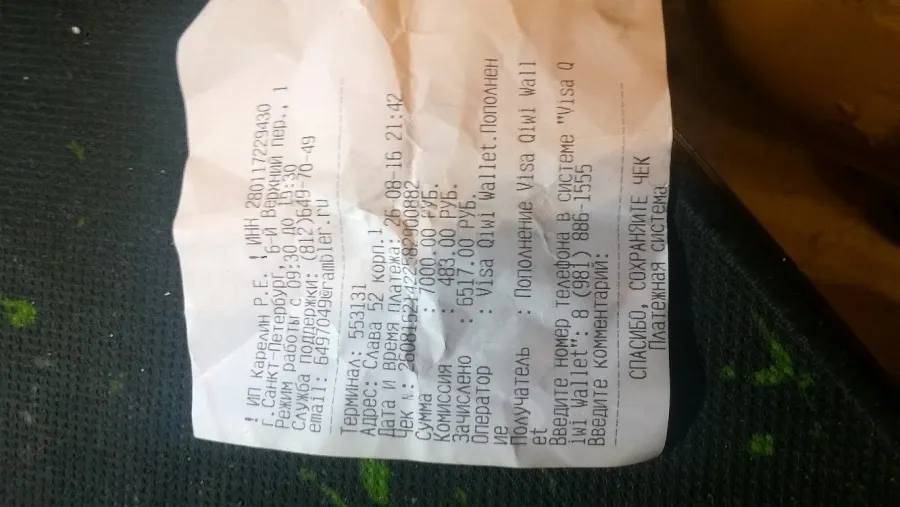 ! ИП Карелин Р.Е. ! ИНН 280117223430
Г.Санкт-Петербург, 6-й Верхний пер., 1
Режим работы с 09:30 до 15:30
Служба поддержки: (812)649-70-49
email: 6497049@rambler.ru
Терминал: 553131
Адрес: Слава 52 корп.1
Дата и время платежа: 26-08-16 21:42
Чек N.: 260816214222-82900882
Сумма : 7000.00 РУБ.
Комиссия : 483.00 РУБ.
Зачислено : 6517.00 РУБ.
Оператор : Visa Qiwi Wallet.Пополнен
ие
Получатель : Пополнение Visa Qiwi Wall
et
Введите номер телефона в системе "Visa Q
iwi Wallet": 8 (981) 886-1555
Введите комментарий:
СПАСИБО, СОХРАНЯЙТЕ ЧЕК
Платежная система